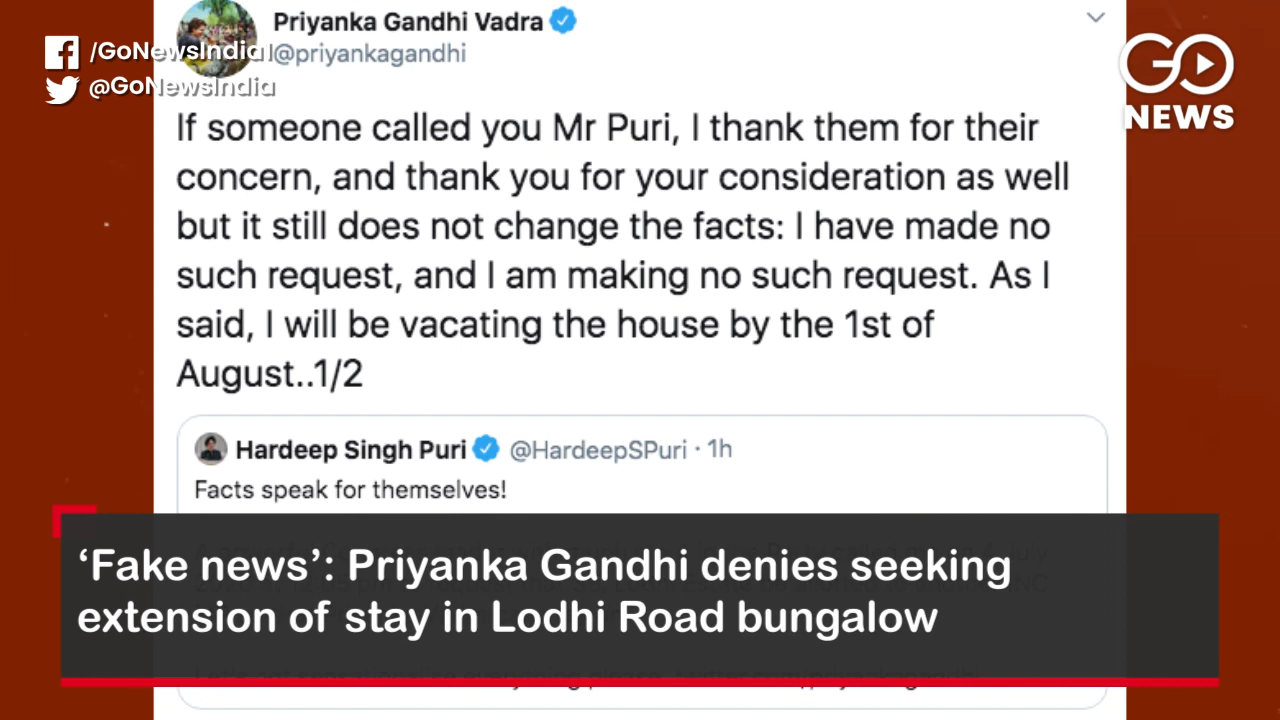 Priyanka Gandhi Vadra
/GoNewsIndia @priyankagandhi
@GoNewsIndia
GO
NEWS
If someone called you Mr Puri, I thank them for their
concern, and thank you for your consideration as well
but it still does not change the facts: I have made no
such request, and I am making no such request. As I
said, I will be vacating the house by the 1st of
August..1/2
Hardeep Singh Puri @HardeepSPuri · 1h
Facts speak for themselves!
‘Fake news’: Priyanka Gandhi denies seeking
extension of stay in Lodhi Road bungalow